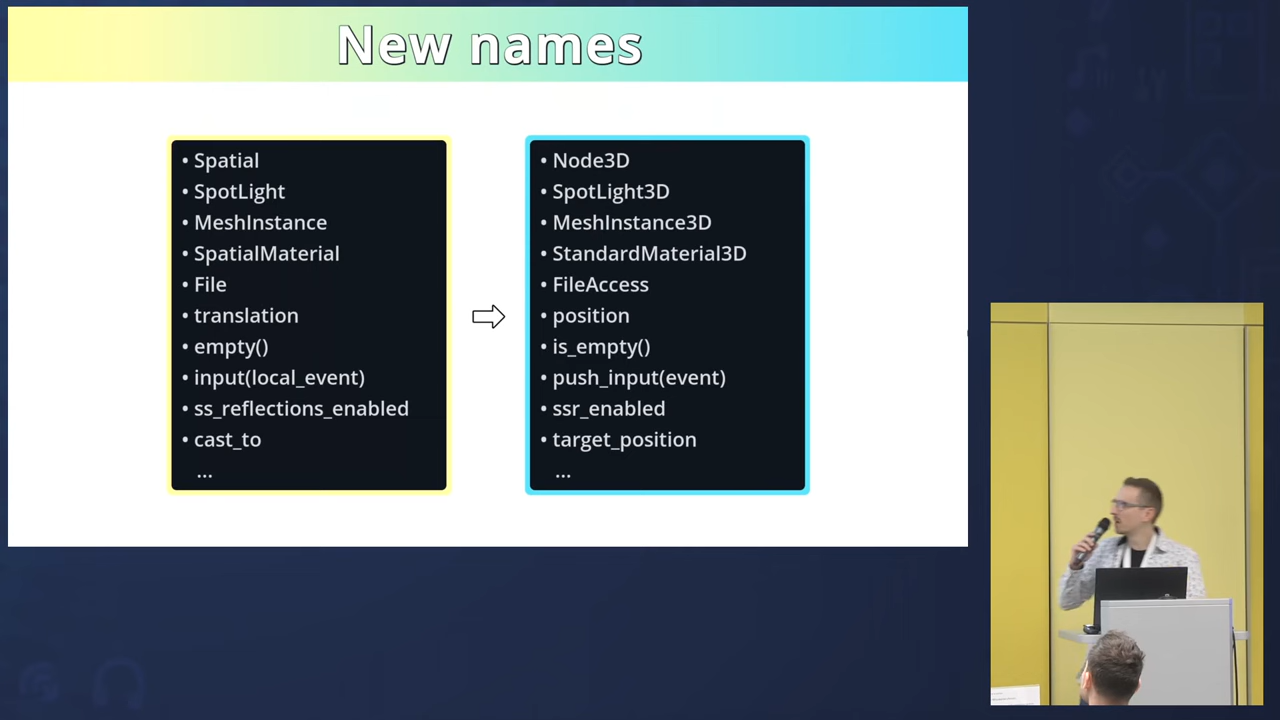 New names
• Spatial
• SpotLight
• MeshInstance
• SpatialMaterial
• File
• translation
• empty()
• input(local_event)
• ss_reflections_enabled
• cast_to
...
⇨
• Node3D
• SpotLight3D
• MeshInstance3D
• StandardMaterial3D
• FileAccess
• position
• is_empty()
• push_input(event)
• ssr_enabled
• target_position
...